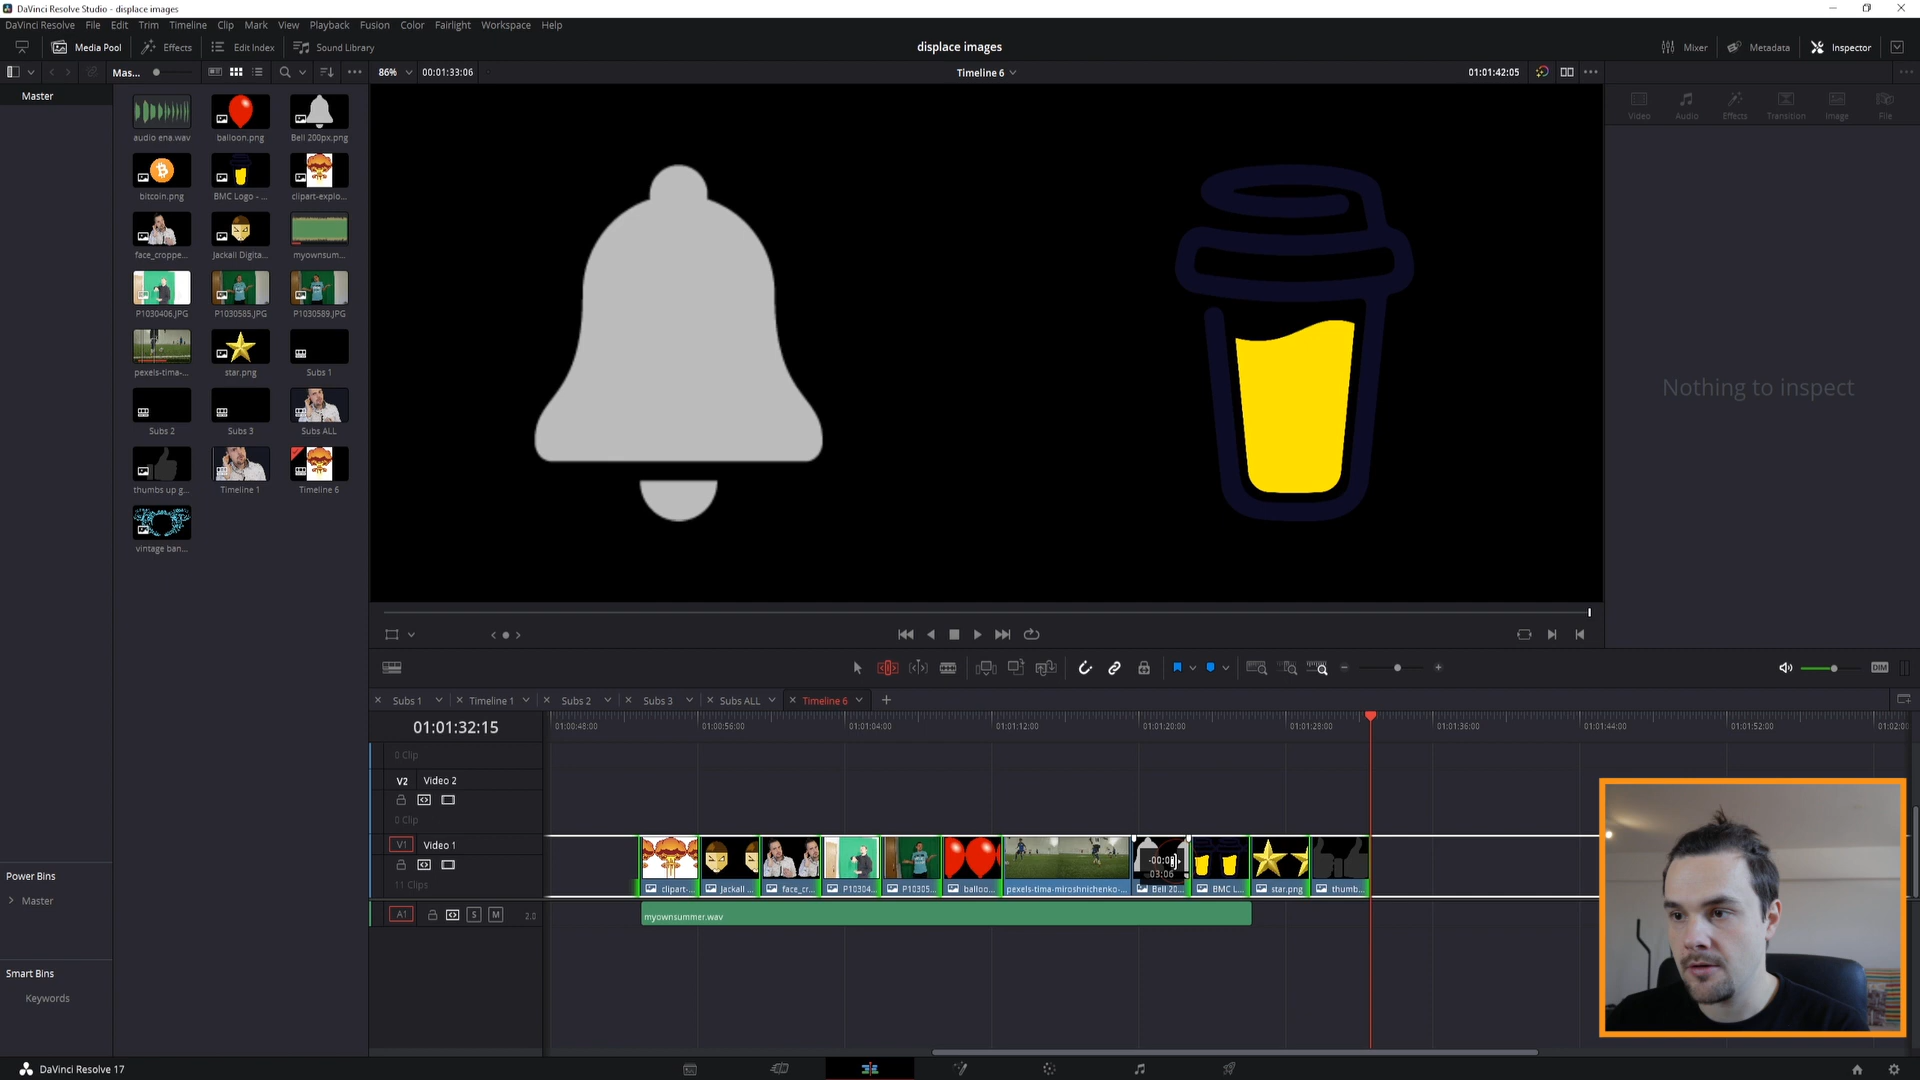 DaVinci Resolve Studio - displace images
DaVinci Resolve File Edit Trim Timeline Clip Mark View Playback Fusion Color Fairlight Workspace Help
Media Pool Effects Edit Index Sound Library displace images Mixer Metadata Inspector
Mas... 86% 00:01:33:06 Timeline 6 01:01:42:05
Master
Video Audio Effects Transition Image File
audio ena.wav balloon.png Bell 200px.png
bitcoin.png BMC Logo - ... clipart-explo...
face_croppe... Jackall Digita... myownsum...
P1030406.JPG P1030585.JPG P1030589.JPG
pexels-tima-... star.png Subs 1
Subs 2 Subs 3 Subs ALL
thumbs up g... Timeline 1 Timeline 6
vintage ban...
Nothing to inspect
DIM
Subs 1 Timeline 1 Subs 2 Subs 3 Subs ALL Timeline 6
01:01:32:15
01:00:48:00 01:00:56:00 01:01:04:00 01:01:12:00 01:01:20:00 01:01:28:00 01:01:36:00 01:01:44:00 01:01:52:00 01:02:00
0 Clip
V2 Video 2
0 Clip
V1 Video 1
11 Clips
03:06
clipart-... Jackall ... face_cr... P10304... P10305... balloo... pexels-tima-miroshnichenko-... Bell 20... BMC L... star.png thumb...
A1 S M 2.0
myownsummer.wav
Power Bins
Master
Smart Bins
Keywords
DaVinci Resolve 17